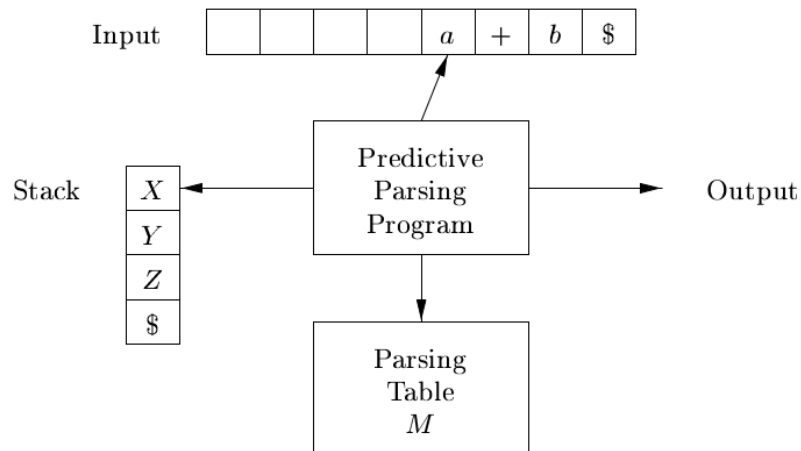 Input a + b $
Predictive
Parsing
Program
Stack
X
Y
Z
$
Output
Parsing
Table
M